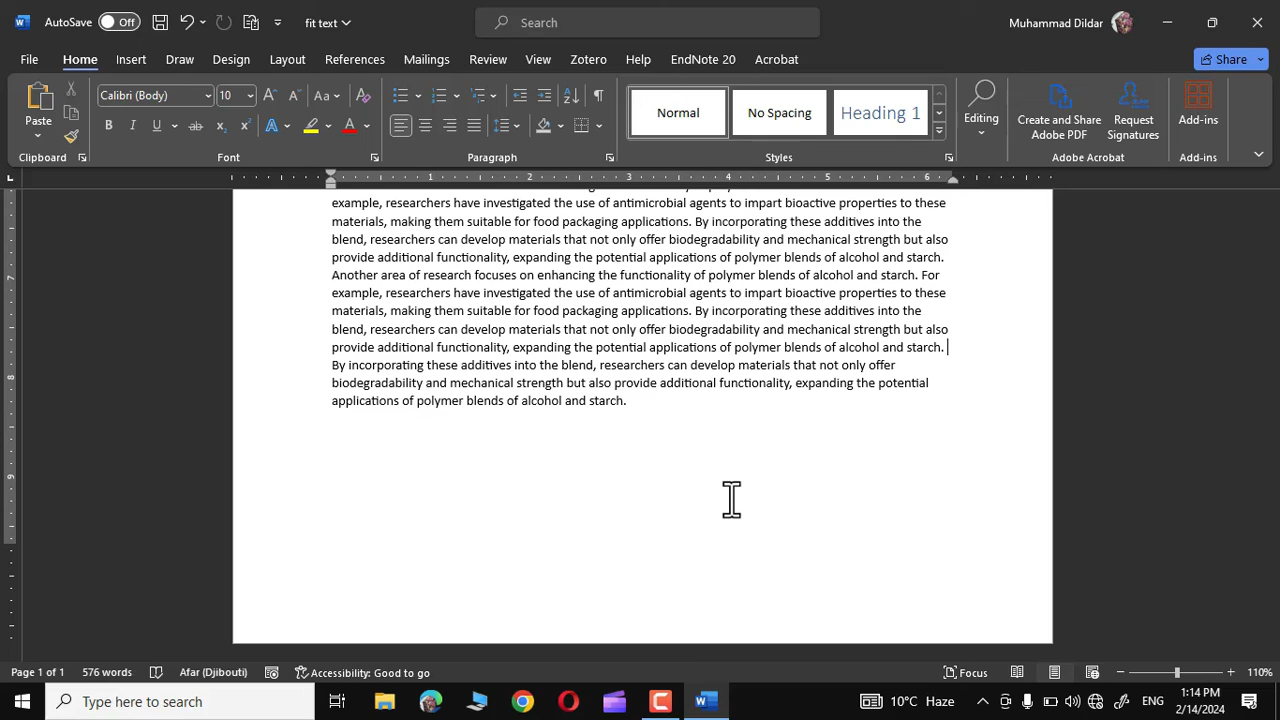 AutoSave Off fit text Search Muhammad Dildar
File Home Insert Draw Design Layout References Mailings Review View Zotero Help EndNote 20 Acrobat Share
Paste Calibri (Body) 10 Normal No Spacing Heading 1 Editing Create and Share Adobe PDF Request Signatures Add-ins
Clipboard Font Paragraph Styles Adobe Acrobat Add-ins
1 2 3 4 5 6
example, researchers have investigated the use of antimicrobial agents to impart bioactive properties to these
materials, making them suitable for food packaging applications. By incorporating these additives into the
blend, researchers can develop materials that not only offer biodegradability and mechanical strength but also
provide additional functionality, expanding the potential applications of polymer blends of alcohol and starch.
Another area of research focuses on enhancing the functionality of polymer blends of alcohol and starch. For
example, researchers have investigated the use of antimicrobial agents to impart bioactive properties to these
materials, making them suitable for food packaging applications. By incorporating these additives into the
blend, researchers can develop materials that not only offer biodegradability and mechanical strength but also
provide additional functionality, expanding the potential applications of polymer blends of alcohol and starch.
By incorporating these additives into the blend, researchers can develop materials that not only offer
biodegradability and mechanical strength but also provide additional functionality, expanding the potential
applications of polymer blends of alcohol and starch.
7
8
9
Page 1 of 1 576 words Afar (Djibouti) Accessibility: Good to go Focus 110%
Type here to search 10°C Haze ENG 1:14 PM
2/14/2024